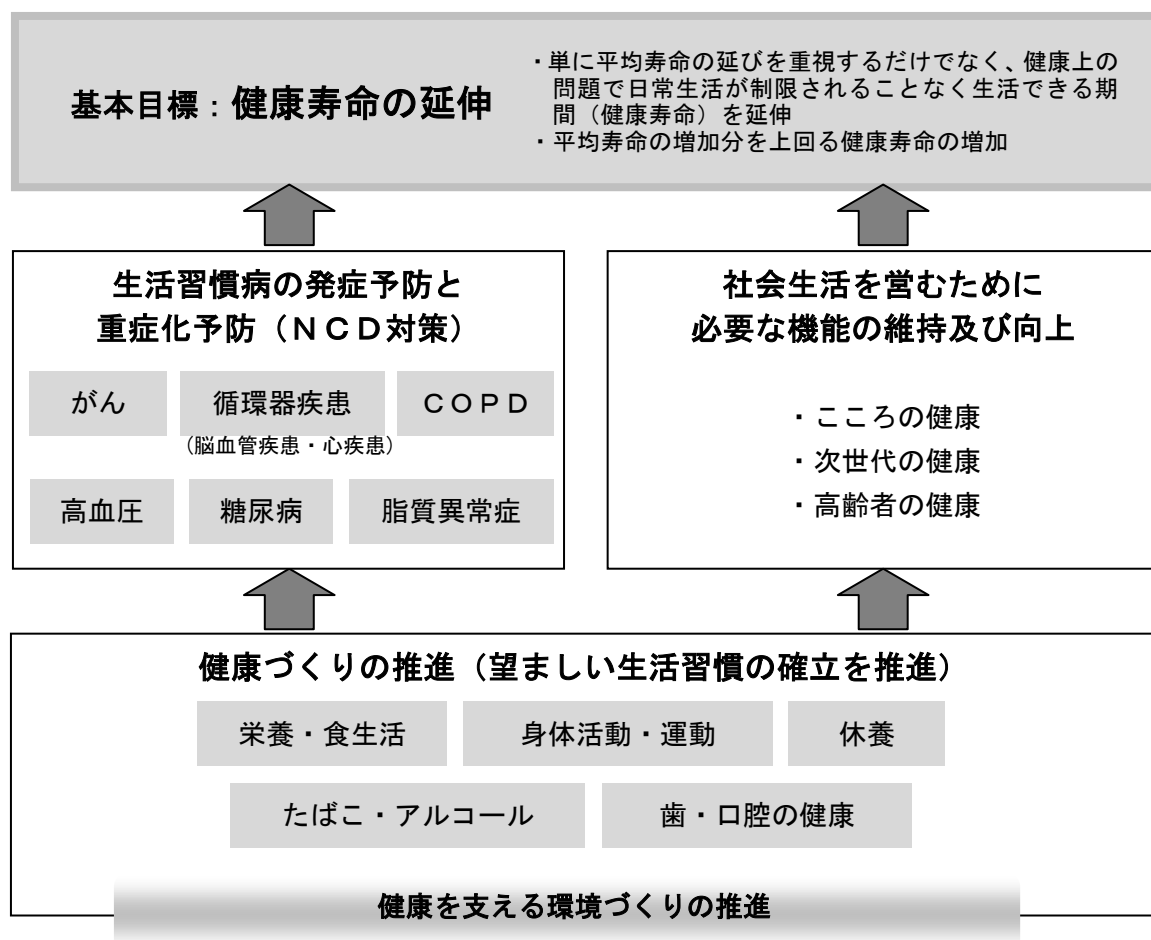 基本目標：健康寿命の延伸
・単に平均寿命の延びを重視するだけでなく、健康上の
問題で日常生活が制限されることなく生活できる期
間（健康寿命）を延伸
・平均寿命の増加分を上回る健康寿命の増加
生活習慣病の発症予防と
重症化予防（ＮＣＤ対策）
がん
循環器疾患
ＣＯＰＤ
（脳血管疾患・心疾患）
高血圧
糖尿病
脂質異常症
社会生活を営むために
必要な機能の維持及び向上
・こころの健康
・次世代の健康
・高齢者の健康
健康づくりの推進（望ましい生活習慣の確立を推進）
栄養・食生活
身体活動・運動
休養
たばこ・アルコール
歯・口腔の健康
健康を支える環境づくりの推進